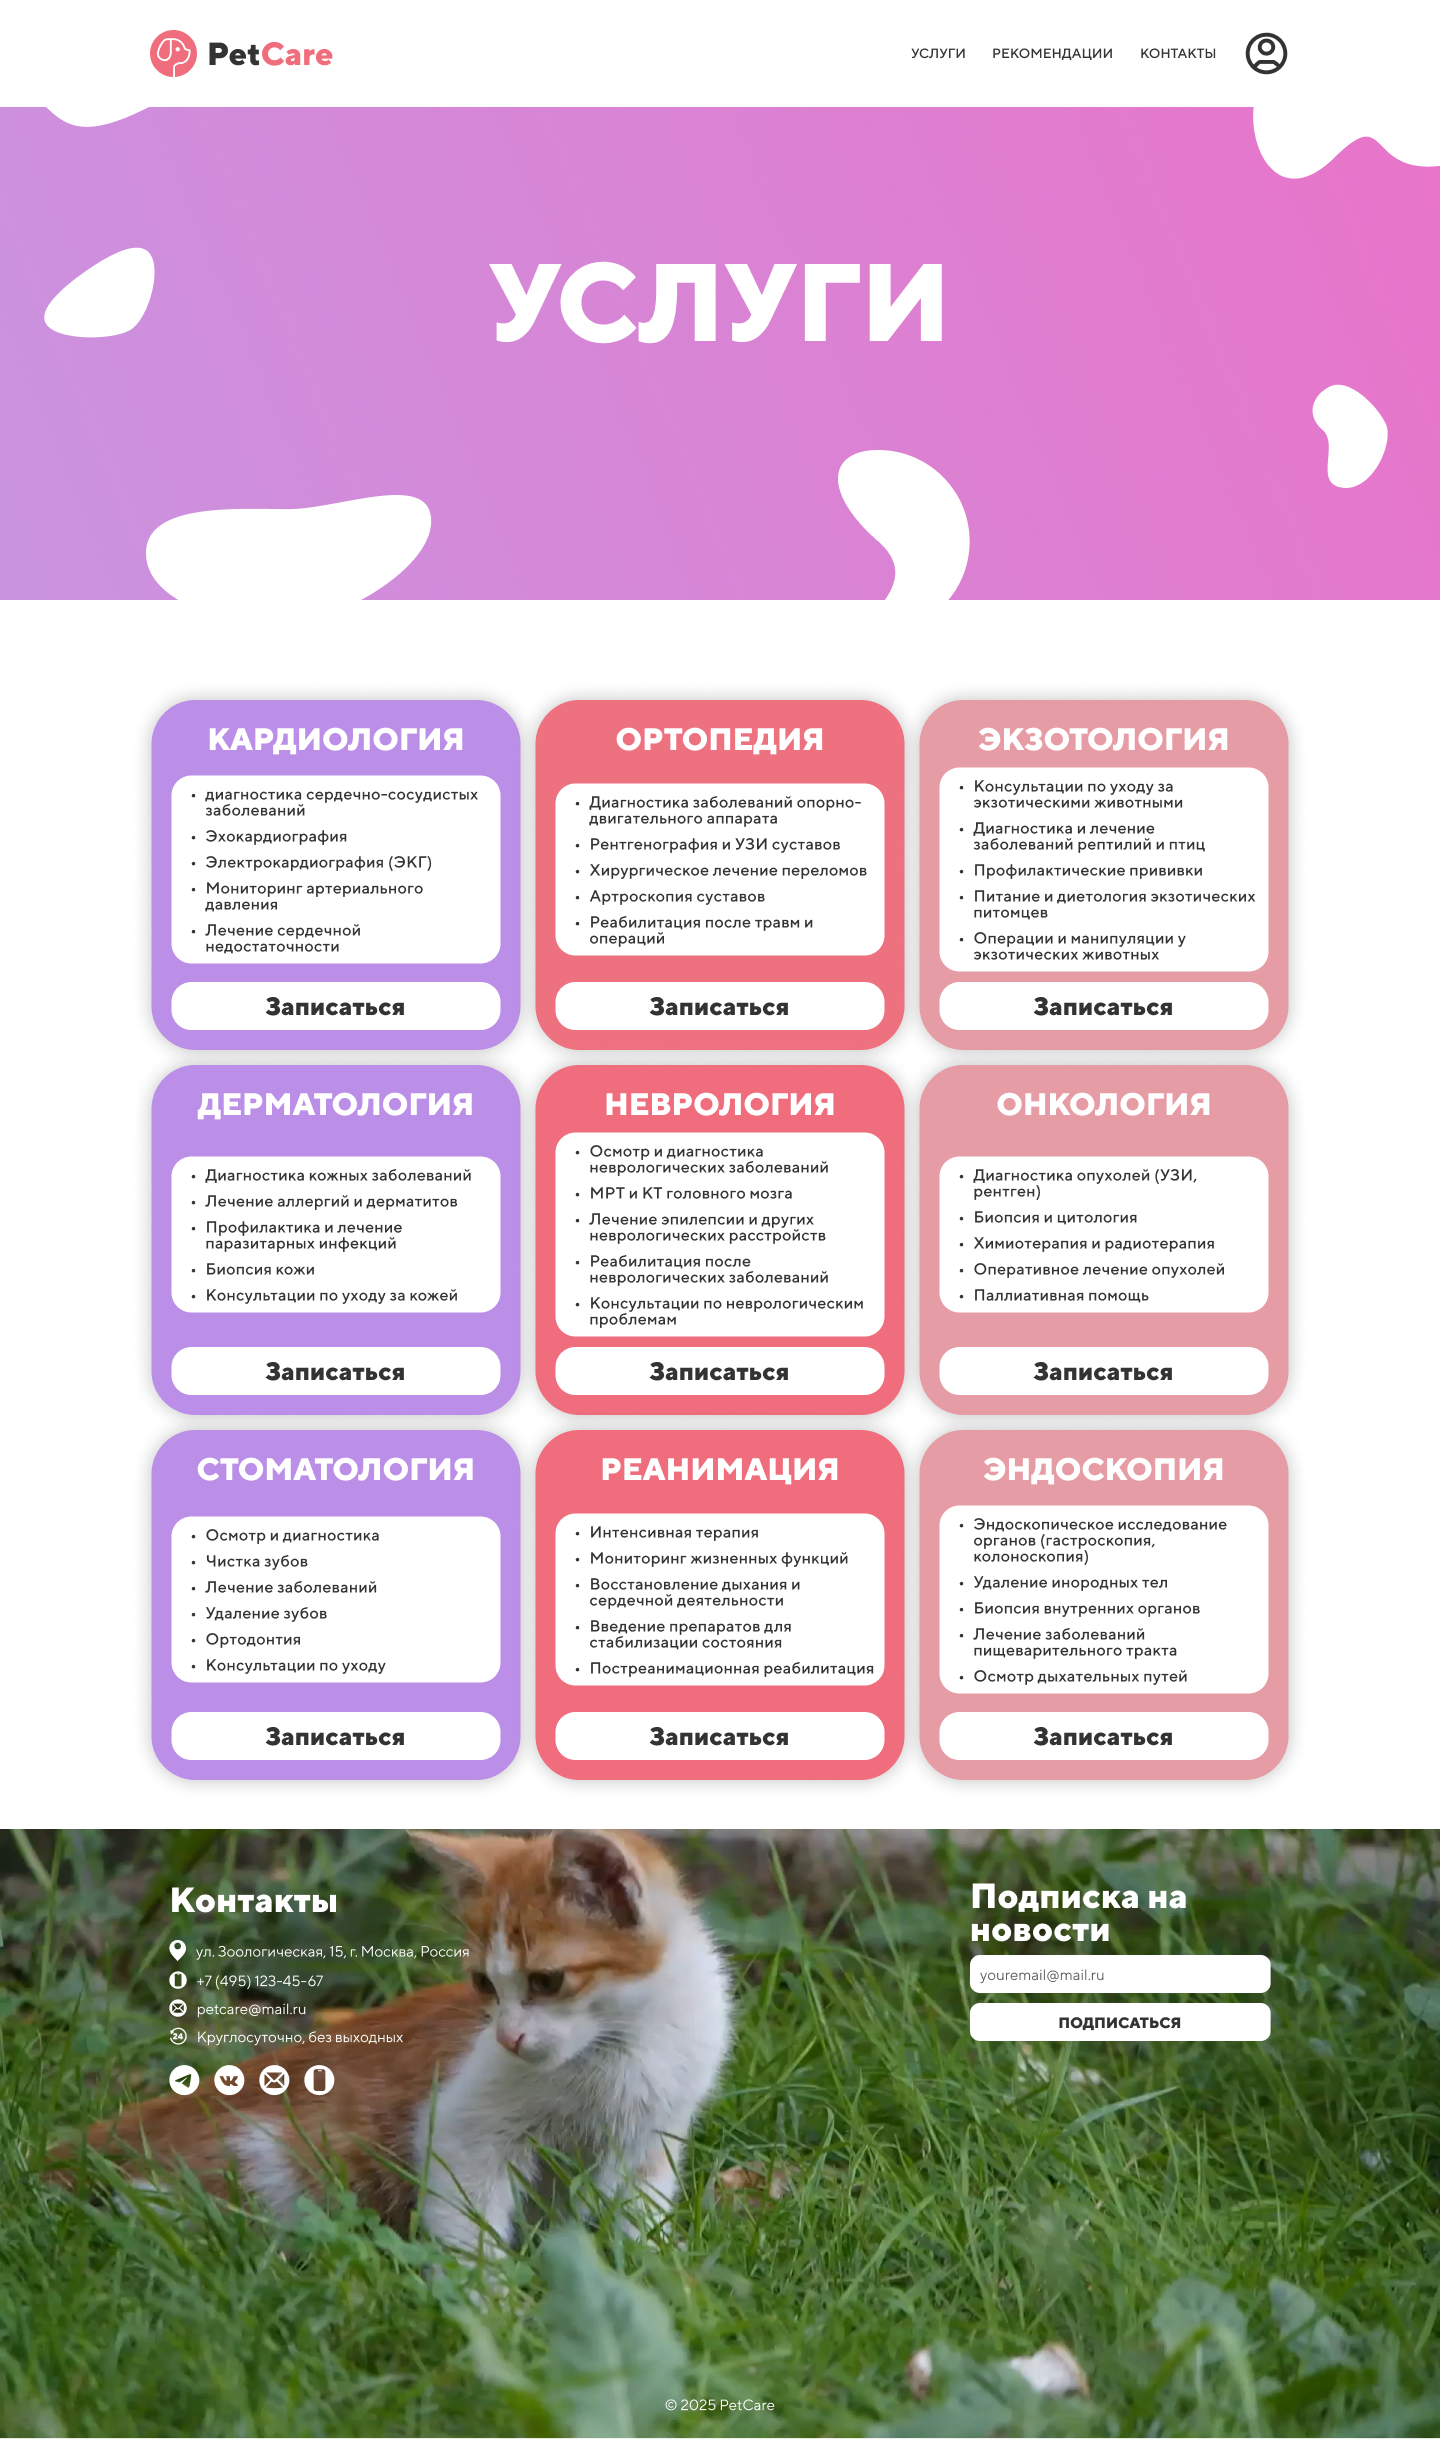 PetCare
УСЛУГИ
РЕКОМЕНДАЦИИ
КОНТАКТЫ
УСЛУГИ
КАРДИОЛОГИЯ
• диагностика сердечно-сосудистых
заболеваний
• Эхокардиография
• Электрокардиография (ЭКГ)
• Мониторинг артериального
давления
• Лечение сердечной
недостаточности
Записаться
ОРТОПЕДИЯ
• Диагностика заболеваний опорно-
двигательного аппарата
• Рентгенография и УЗИ суставов
• Хирургическое лечение переломов
• Артроскопия суставов
• Реабилитация после травм и
операций
Записаться
ЭКЗОТОЛОГИЯ
• Консультации по уходу за
экзотическими животными
• Диагностика и лечение
заболеваний рептилий и птиц
• Профилактические прививки
• Питание и диетология экзотических
питомцев
• Операции и манипуляции у
экзотических животных
Записаться
ДЕРМАТОЛОГИЯ
• Диагностика кожных заболеваний
• Лечение аллергий и дерматитов
• Профилактика и лечение
паразитарных инфекций
• Биопсия кожи
• Консультации по уходу за кожей
Записаться
НЕВРОЛОГИЯ
• Осмотр и диагностика
неврологических заболеваний
• МРТ и КТ головного мозга
• Лечение эпилепсии и других
неврологических расстройств
• Реабилитация после
неврологических заболеваний
• Консультации по неврологическим
проблемам
Записаться
ОНКОЛОГИЯ
• Диагностика опухолей (УЗИ,
рентген)
• Биопсия и цитология
• Химиотерапия и радиотерапия
• Оперативное лечение опухолей
• Паллиативная помощь
Записаться
СТОМАТОЛОГИЯ
• Осмотр и диагностика
• Чистка зубов
• Лечение заболеваний
• Удаление зубов
• Ортодонтия
• Консультации по уходу
Записаться
РЕАНИМАЦИЯ
• Интенсивная терапия
• Мониторинг жизненных функций
• Восстановление дыхания и
сердечной деятельности
• Введение препаратов для
стабилизации состояния
• Постреанимационная реабилитация
Записаться
ЭНДОСКОПИЯ
• Эндоскопическое исследование
органов (гастроскопия,
колоноскопия)
• Удаление инородных тел
• Биопсия внутренних органов
• Лечение заболеваний
пищеварительного тракта
• Осмотр дыхательных путей
Записаться
Контакты
ул. Зоологическая, 15, г. Москва, Россия
+7 (495) 123-45-67
petcare@mail.ru
24
Круглосуточно, без выходных
Подписка на
новости
youremail@mail.ru
ПОДПИСАТЬСЯ
© 2025 PetCare